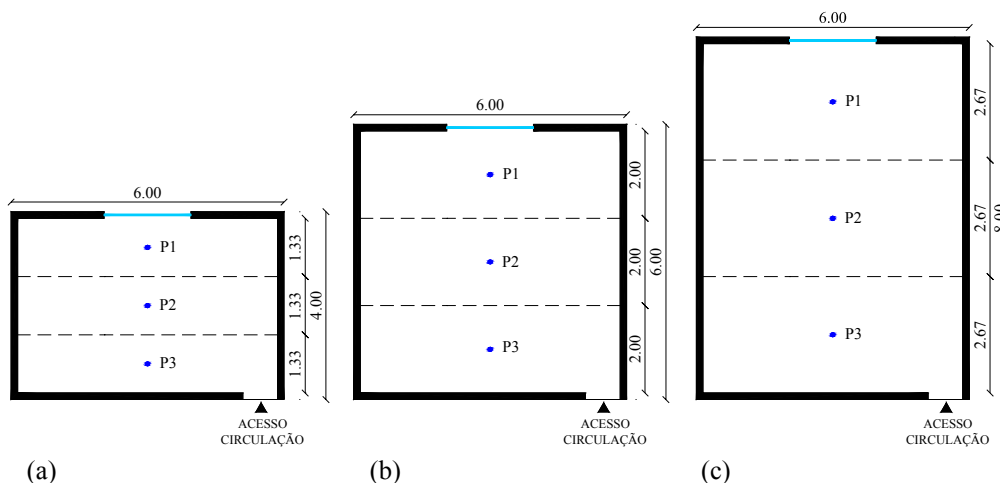 6.00
P1
P2
P3
1.33
1.33
1.33
4.00
ACESSO
CIRCULAÇÃO
(a)
6.00
P1
P2
P3
2.00
2.00
2.00
6.00
ACESSO
CIRCULAÇÃO
(b)
6.00
P1
P2
P3
2.67
2.67
2.67
8.00
ACESSO
CIRCULAÇÃO
(c)